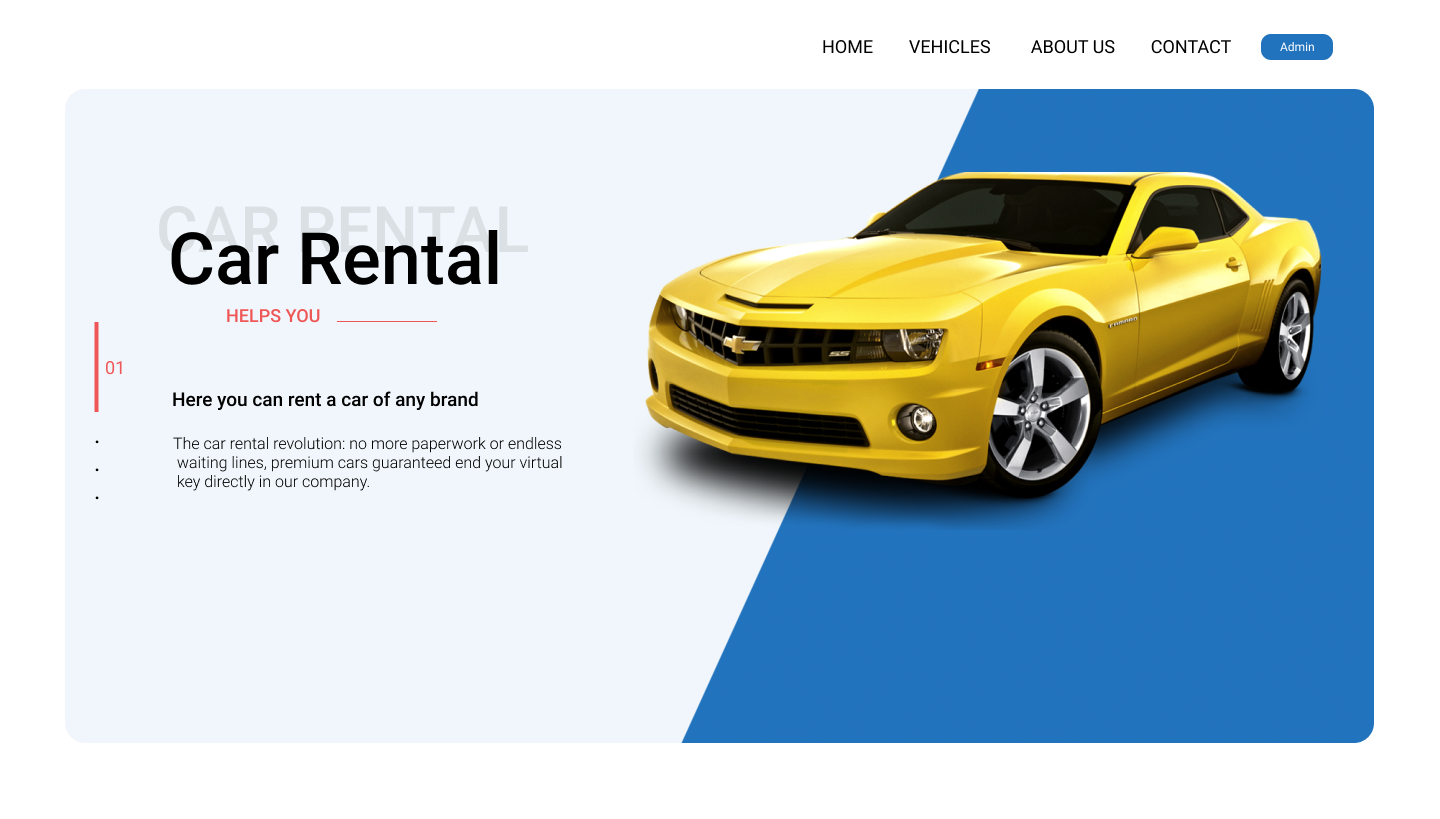 HOME VEHICLES ABOUT US CONTACT Admin
CAR RENTAL
Car Rental
HELPS YOU
01
Here you can rent a car of any brand
The car rental revolution: no more paperwork or endless
waiting lines, premium cars guaranteed end your virtual
key directly in our company.